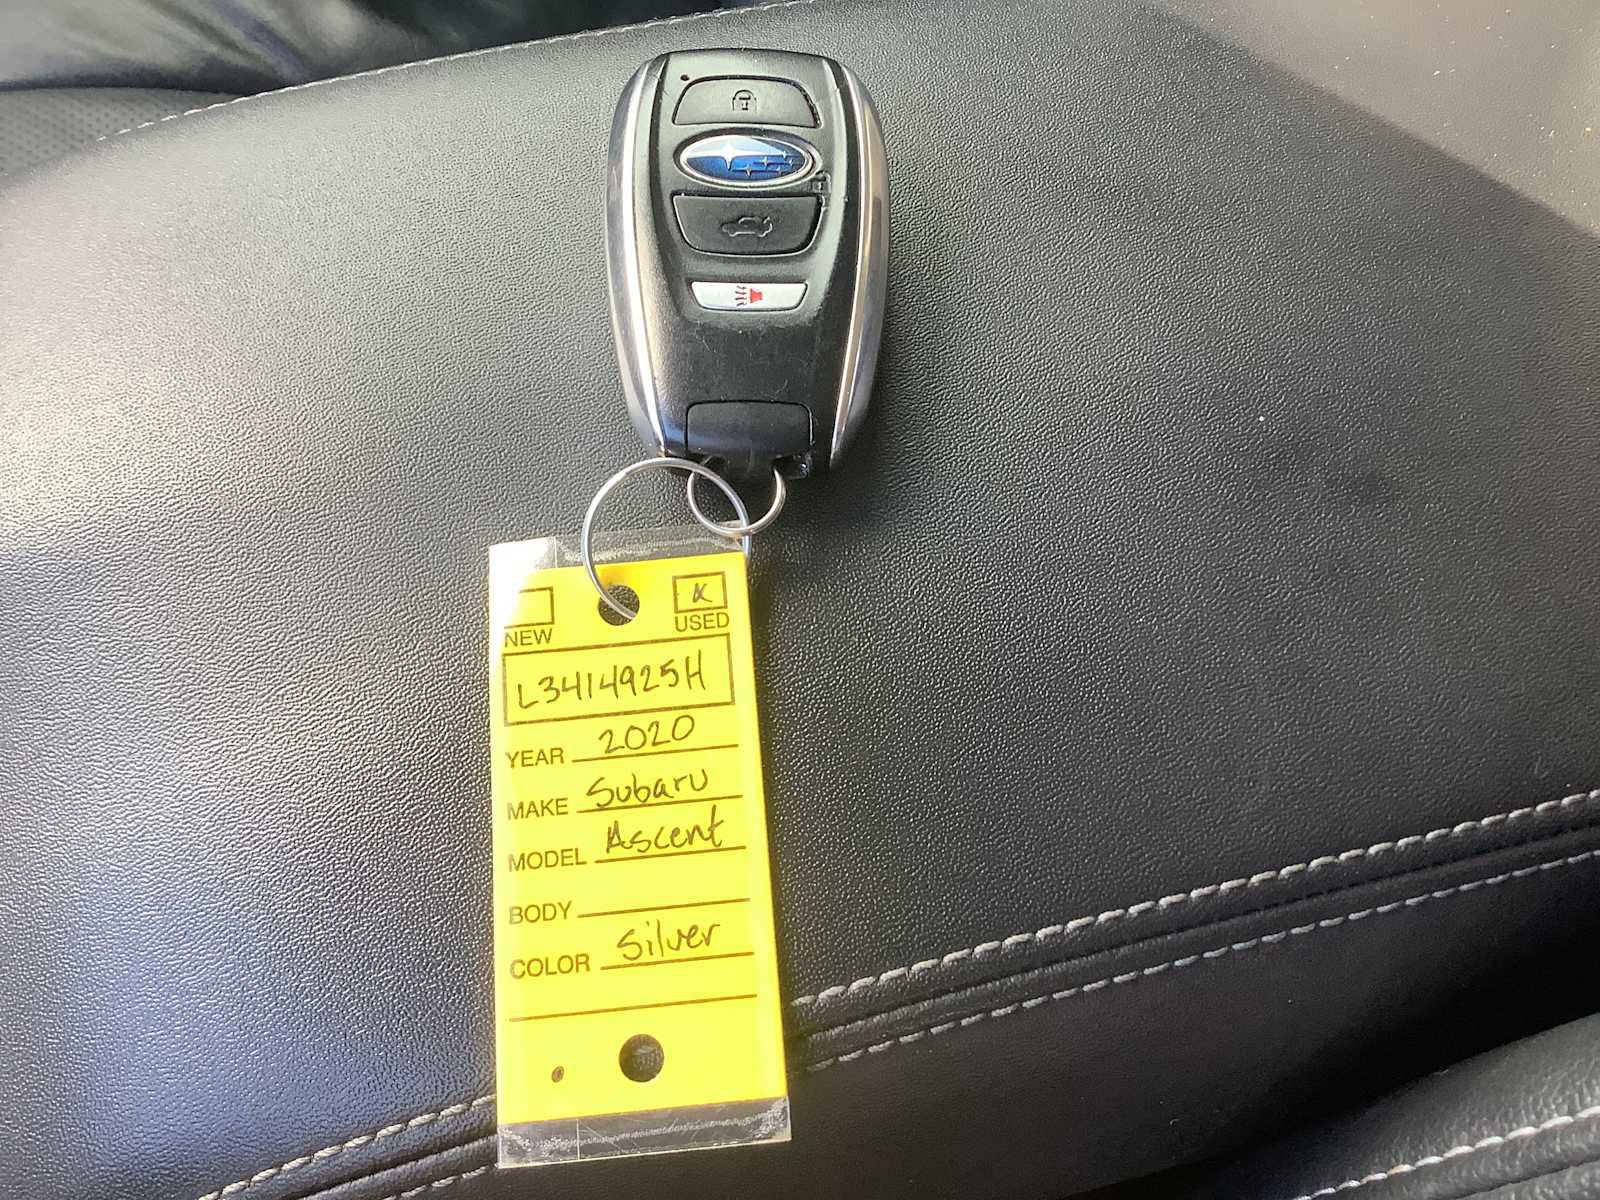 NEW
X
USED
L3414925H
YEAR 2020
MAKE Subaru
MODEL Ascent
BODY
COLOR Silver